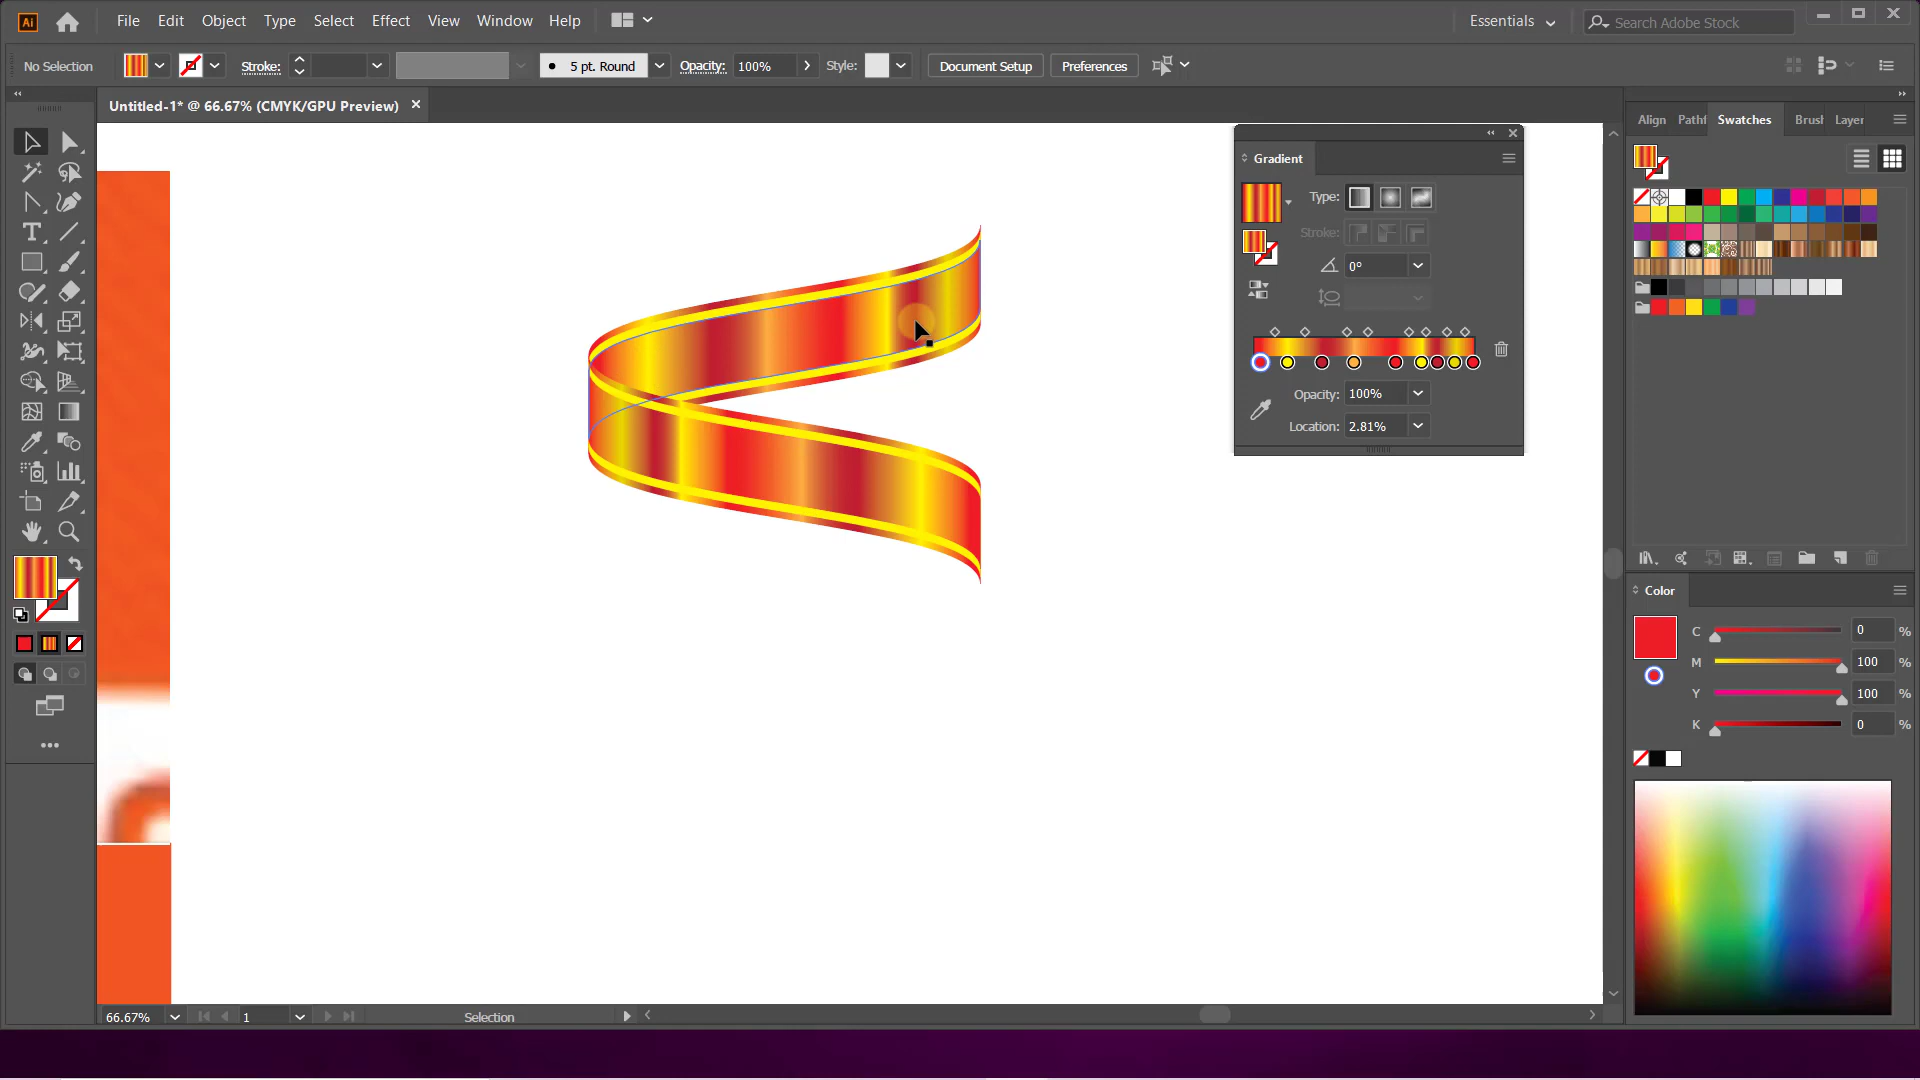 Ai File Edit Object Type Select Effect View Window Help Essentials Search Adobe Stock
No Selection Stroke: 5 pt. Round Opacity: 100% Style: Document Setup Preferences
Untitled-1* @ 66.67% (CMYK/GPU Preview)
Align Pathf Swatches Brush Layer
Gradient
Type:
Stroke:
0°
Opacity: 100%
Location: 2.81%
Color
C 0 %
M 100 %
Y 100 %
K 0 %
66.67% 1 Selection